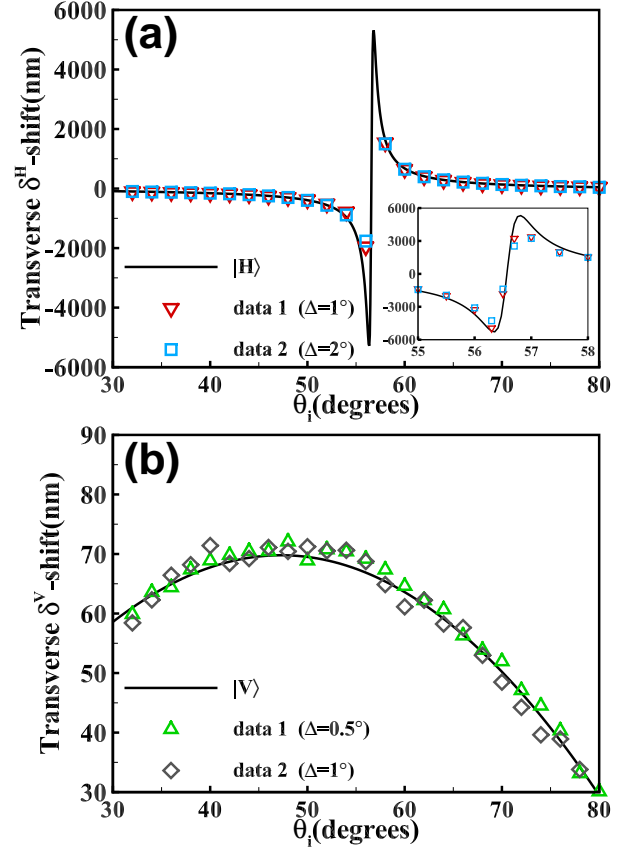 (a)
Transverse δᴴ-shift(nm)
6000
4000
2000
0
-2000
-4000
-6000
|H⟩
data 1 (Δ=1°)
data 2 (Δ=2°)
6000
3000
0
-3000
-6000
55 56 57 58
30 40 50 60 70 80
θᵢ(degrees)
(b)
Transverse δⱽ-shift(nm)
90
80
70
60
50
40
30
|V⟩
data 1 (Δ=0.5°)
data 2 (Δ=1°)
30 40 50 60 70 80
θᵢ(degrees)